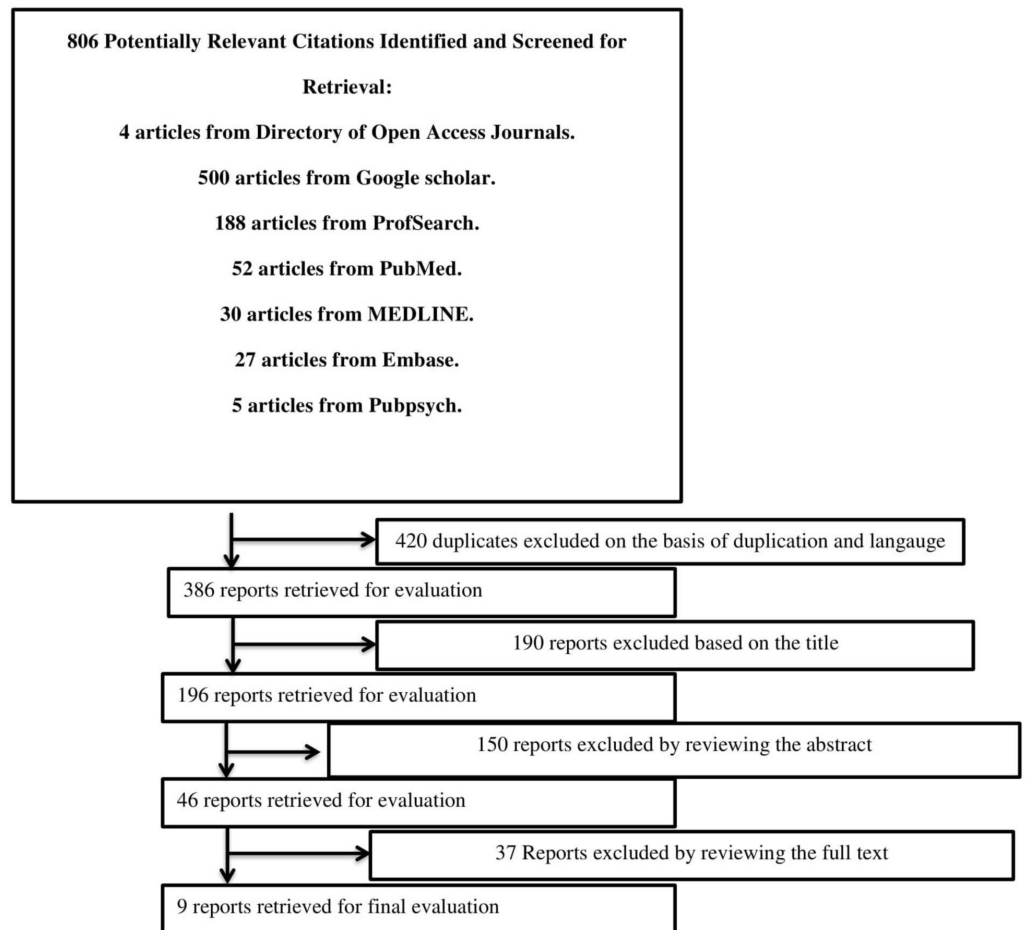 806 Potentially Relevant Citations Identified and Screened for
Retrieval:
4 articles from Directory of Open Access Journals.
500 articles from Google scholar.
188 articles from ProfSearch.
52 articles from PubMed.
30 articles from MEDLINE.
27 articles from Embase.
5 articles from Pubpsych.
420 duplicates excluded on the basis of duplication and langauge
386 reports retrieved for evaluation
190 reports excluded based on the title
196 reports retrieved for evaluation
150 reports excluded by reviewing the abstract
46 reports retrieved for evaluation
37 Reports excluded by reviewing the full text
9 reports retrieved for final evaluation